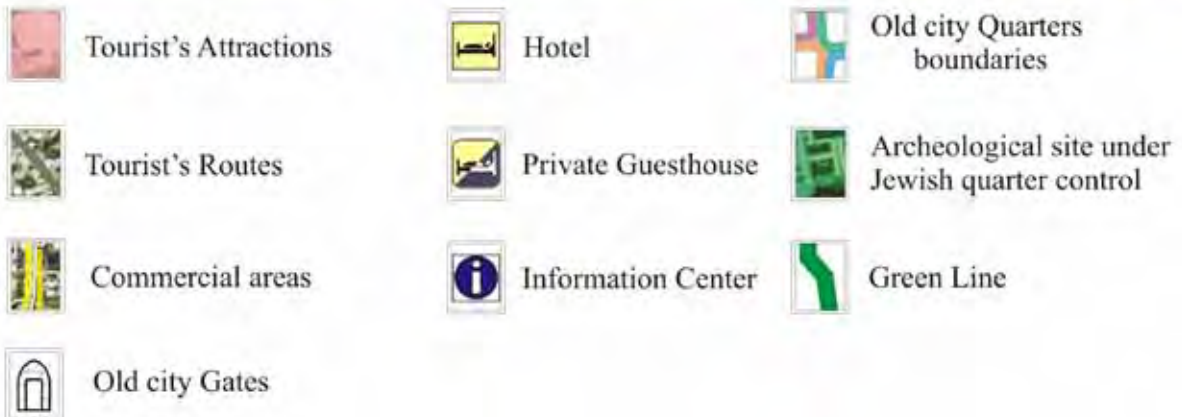 Tourist's Attractions
Tourist's Routes
Commercial areas
Old city Gates
Hotel
Private Guesthouse
Information Center
Old city Quarters
boundaries
Archeological site under
Jewish quarter control
Green Line